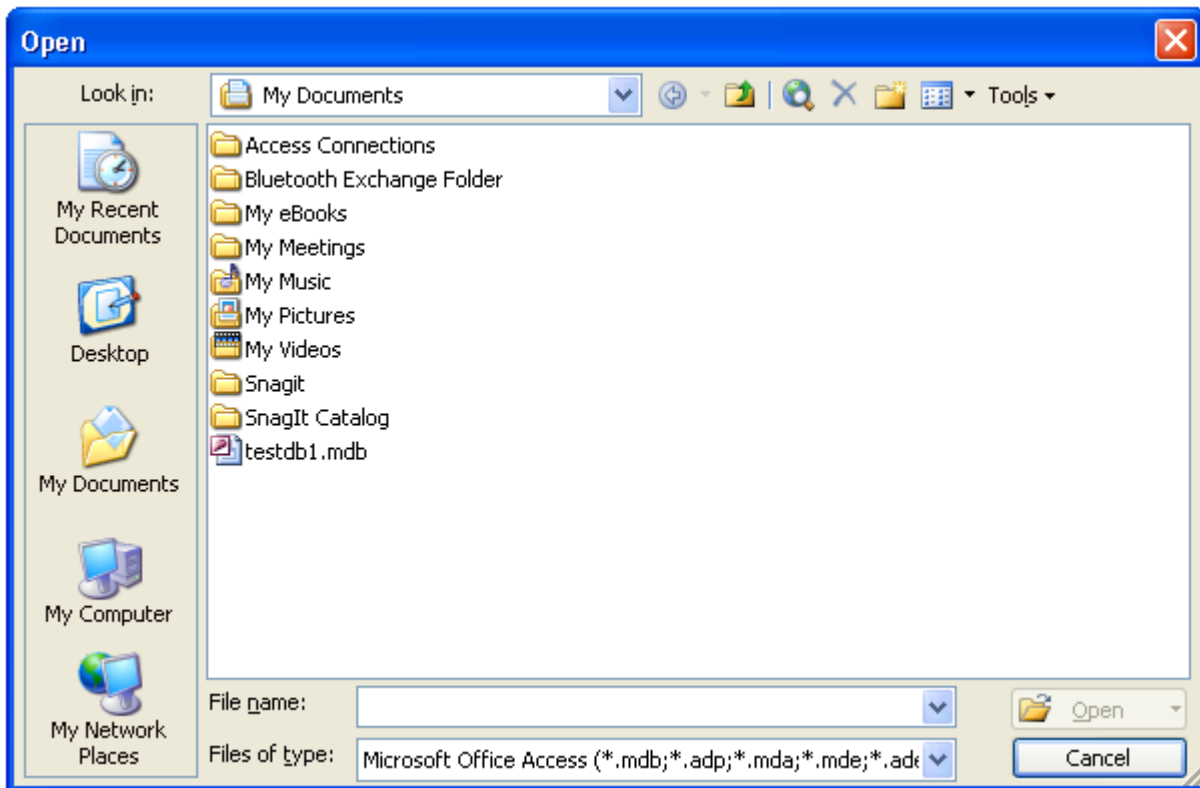 Open
Look in:
My Documents
Tools
My Recent
Documents
Desktop
My Documents
My Computer
My Network
Places
Access Connections
Bluetooth Exchange Folder
My eBooks
My Meetings
My Music
My Pictures
My Videos
Snagit
SnagIt Catalog
testdb1.mdb
File name:
Open
Files of type:
Microsoft Office Access (*.mdb;*.adp;*.mda;*.mde;*.ade
Cancel